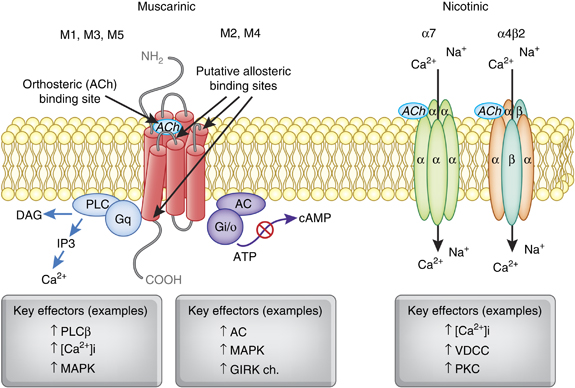 Muscarinic
Nicotinic
M1, M3, M5
M2, M4
α7
α4β2
NH2
Orthosteric (ACh)
binding site
Putative allosteric
binding sites
Na+
Ca2+
Na+
Ca2+
ACh
ACh
α
α
ACh
α
β
α
α
α
α
β
α
DAG
PLC
Gq
AC
Gi/o
cAMP
IP3
ATP
Ca2+
COOH
Na+
Ca2+
Na+
Ca2+
Key effectors (examples)
↑ PLCβ
↑ [Ca2+]i
↑ MAPK
Key effectors (examples)
↑ AC
↑ MAPK
↑ GIRK ch.
Key effectors (examples)
↑ [Ca2+]i
↑ VDCC
↑ PKC